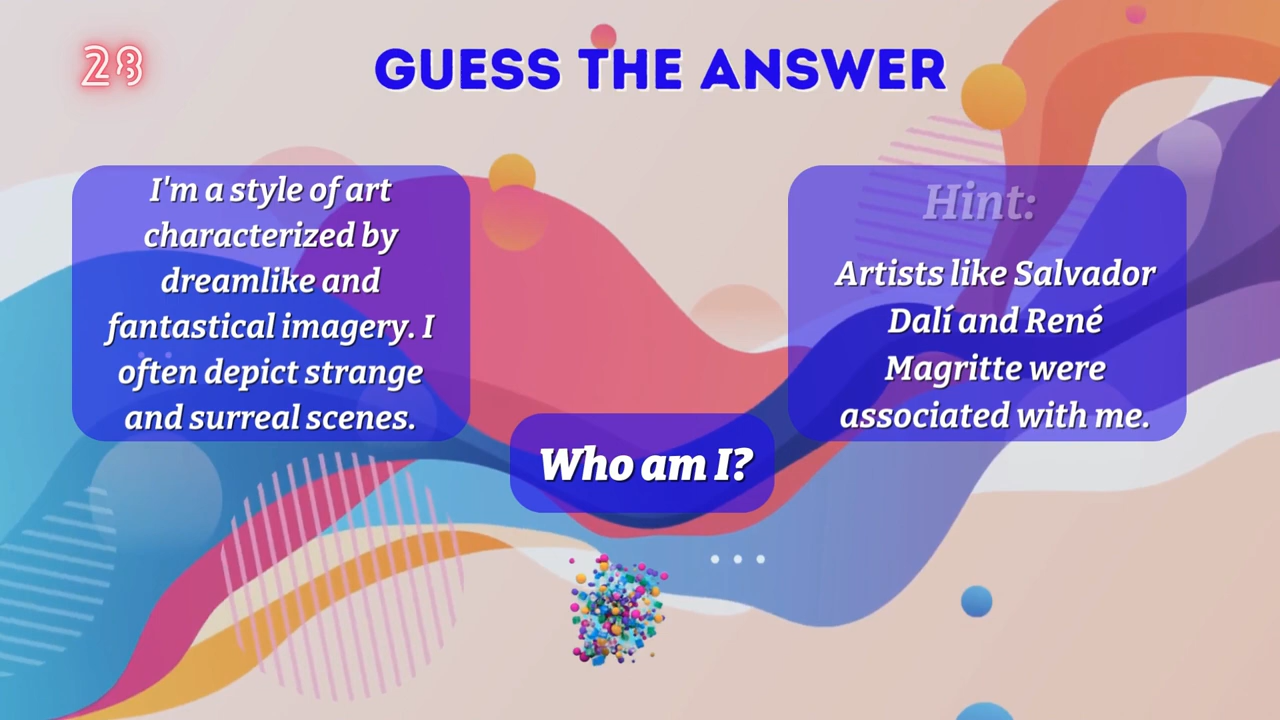 28
GUESS THE ANSWER
I'm a style of art
characterized by
dreamlike and
fantastical imagery. I
often depict strange
and surreal scenes.
Hint:
Artists like Salvador
Dalí and René
Magritte were
associated with me.
Who am I?